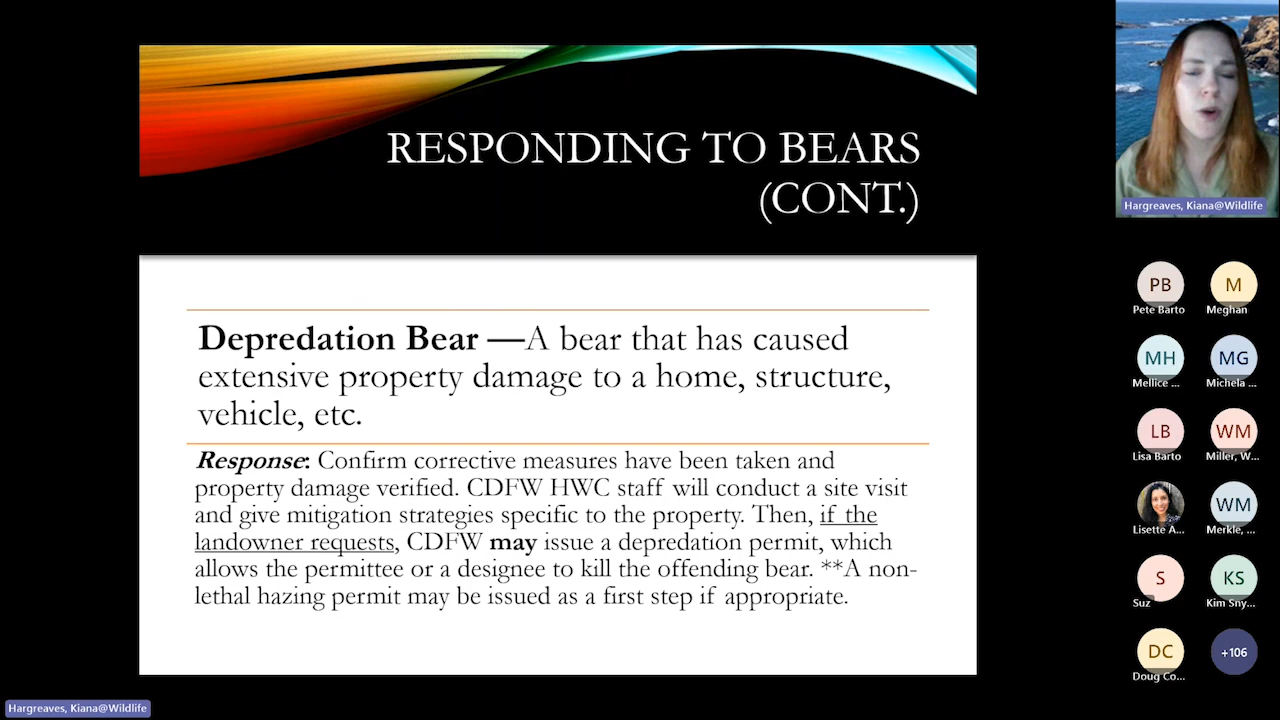 RESPONDING TO BEARS
(CONT.)
Depredation Bear —A bear that has caused
extensive property damage to a home, structure,
vehicle, etc.
Response: Confirm corrective measures have been taken and
property damage verified. CDFW HWC staff will conduct a site visit
and give mitigation strategies specific to the property. Then, if the
landowner requests, CDFW may issue a depredation permit, which
allows the permittee or a designee to kill the offending bear. **A non-
lethal hazing permit may be issued as a first step if appropriate.
Hargreaves, Kiana@Wildlife
PB
M
Pete Barto
Meghan
MH
MG
Mellice ...
Michela ...
LB
WM
Lisa Barto
Miller, W...
WM
Lisette A...
Merkle, ...
S
KS
Suz
Kim Sny...
DC
+106
Doug Co...
Hargreaves, Kiana@Wildlife